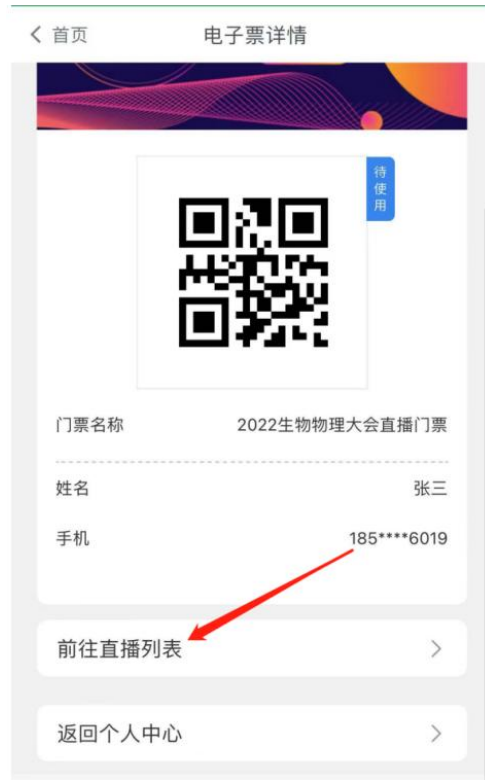 首页
电子票详情
待使用
门票名称
2022生物物理大会直播门票
姓名
张三
手机
185****6019
前往直播列表
返回个人中心